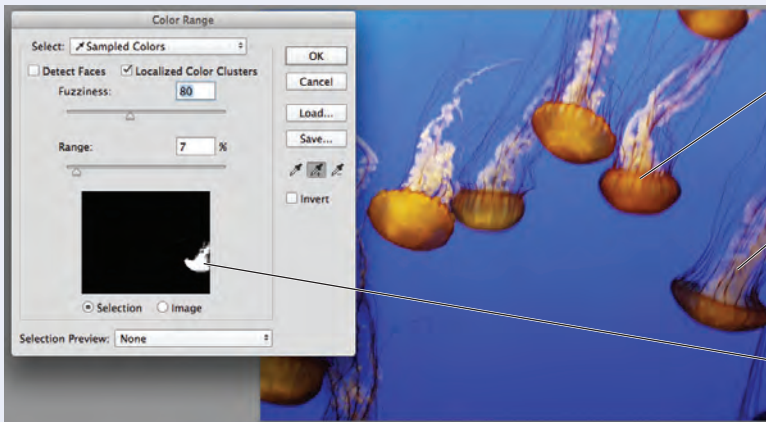 Color Range
Select: Sampled Colors
OK
Detect Faces Localized Color Clusters
Cancel
Fuzziness: 80
Load...
Save...
Range: 7 %
Invert
Selection Image
Selection Preview: None